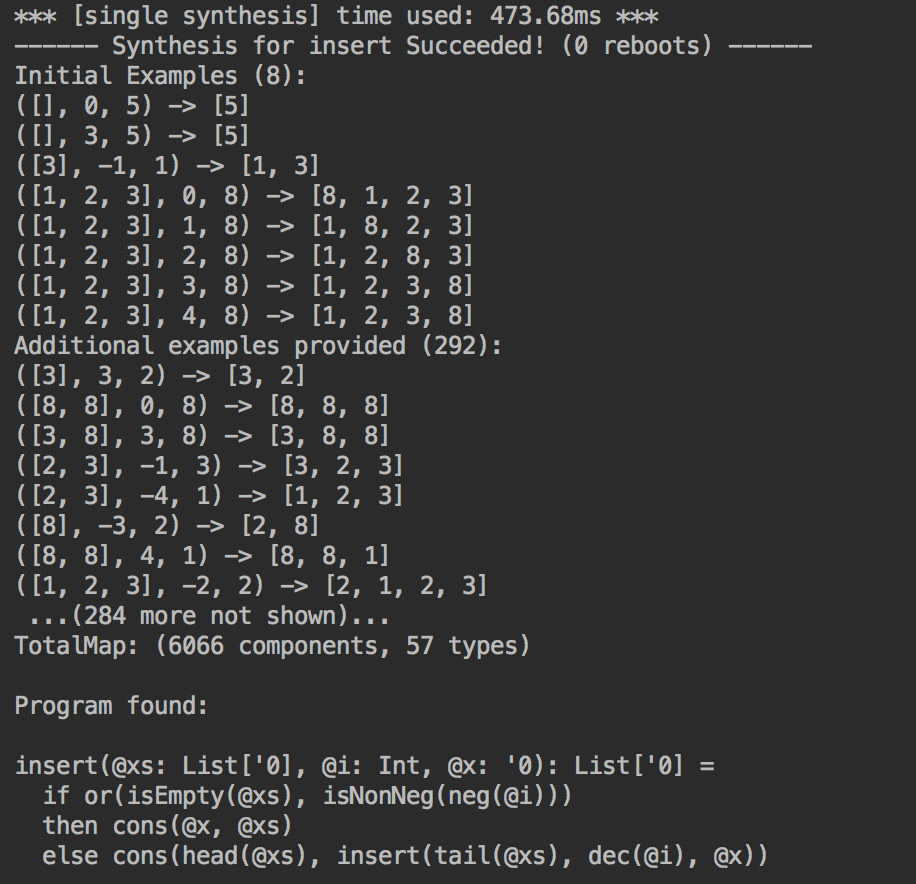 *** [single synthesis] time used: 473.68ms ***
------ Synthesis for insert Succeeded! (0 reboots) ------
Initial Examples (8):
([], 0, 5) -> [5]
([], 3, 5) -> [5]
([3], -1, 1) -> [1, 3]
([1, 2, 3], 0, 8) -> [8, 1, 2, 3]
([1, 2, 3], 1, 8) -> [1, 8, 2, 3]
([1, 2, 3], 2, 8) -> [1, 2, 8, 3]
([1, 2, 3], 3, 8) -> [1, 2, 3, 8]
([1, 2, 3], 4, 8) -> [1, 2, 3, 8]
Additional examples provided (292):
([3], 3, 2) -> [3, 2]
([8, 8], 0, 8) -> [8, 8, 8]
([3, 8], 3, 8) -> [3, 8, 8]
([2, 3], -1, 3) -> [3, 2, 3]
([2, 3], -4, 1) -> [1, 2, 3]
([8], -3, 2) -> [2, 8]
([8, 8], 4, 1) -> [8, 8, 1]
([1, 2, 3], -2, 2) -> [2, 1, 2, 3]
 ...(284 more not shown)...
TotalMap: (6066 components, 57 types)

Program found:

insert(@xs: List['0], @i: Int, @x: '0): List['0] =
  if or(isEmpty(@xs), isNonNeg(neg(@i)))
  then cons(@x, @xs)
  else cons(head(@xs), insert(tail(@xs), dec(@i), @x))